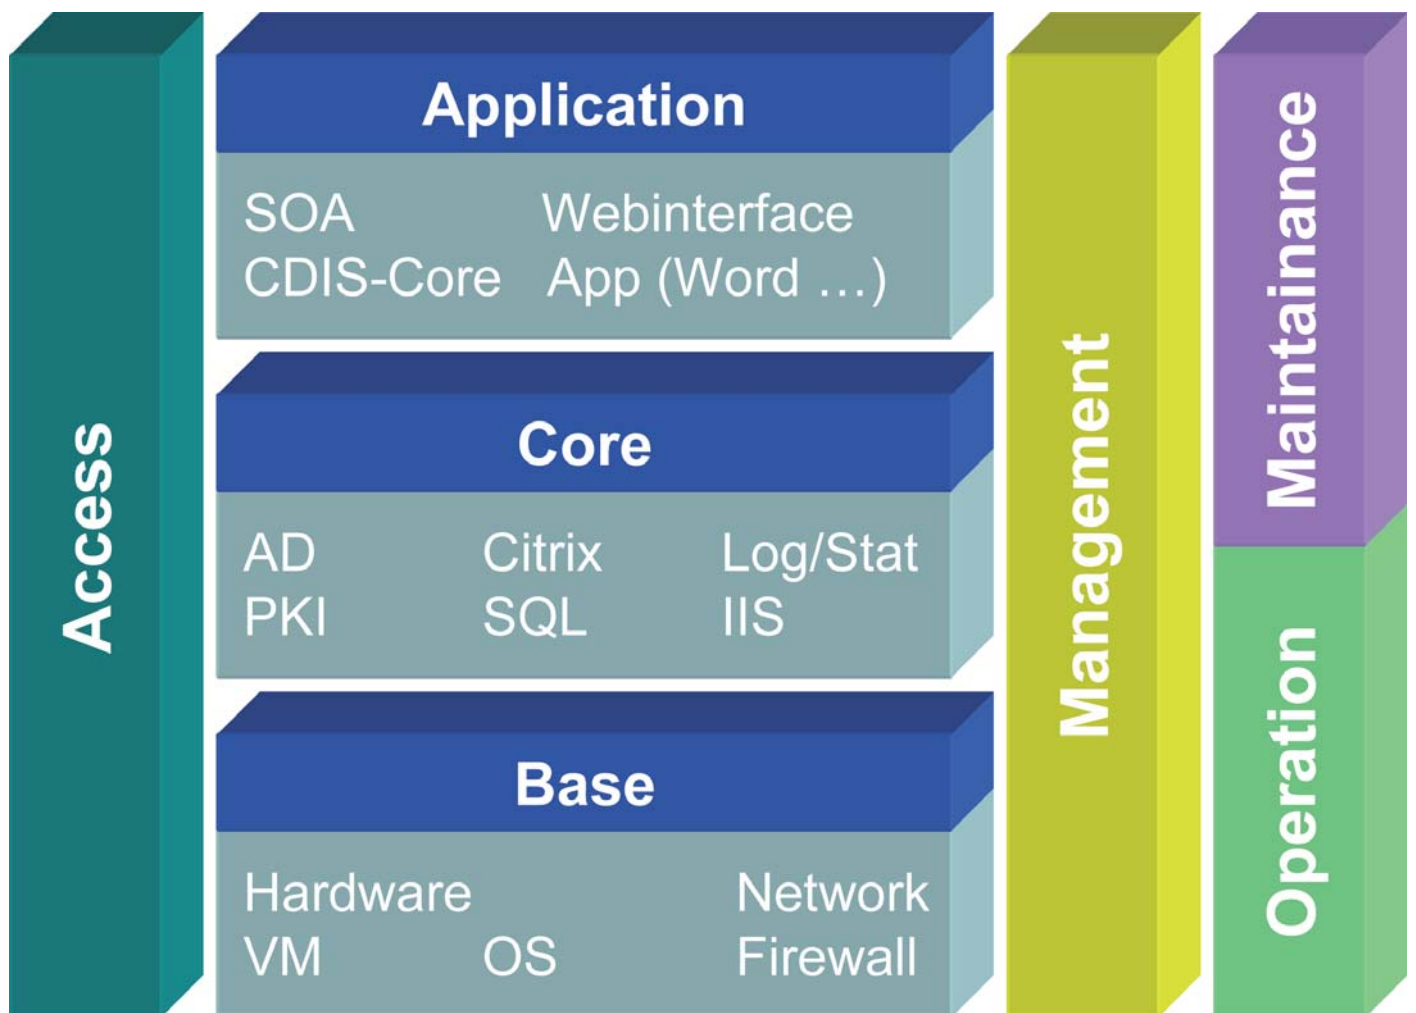 Access
Application
SOA Webinterface
CDIS-Core App (Word …)
Core
AD Citrix Log/Stat
PKI SQL IIS
Base
Hardware Network
VM OS Firewall
Management
Maintainance
Operation